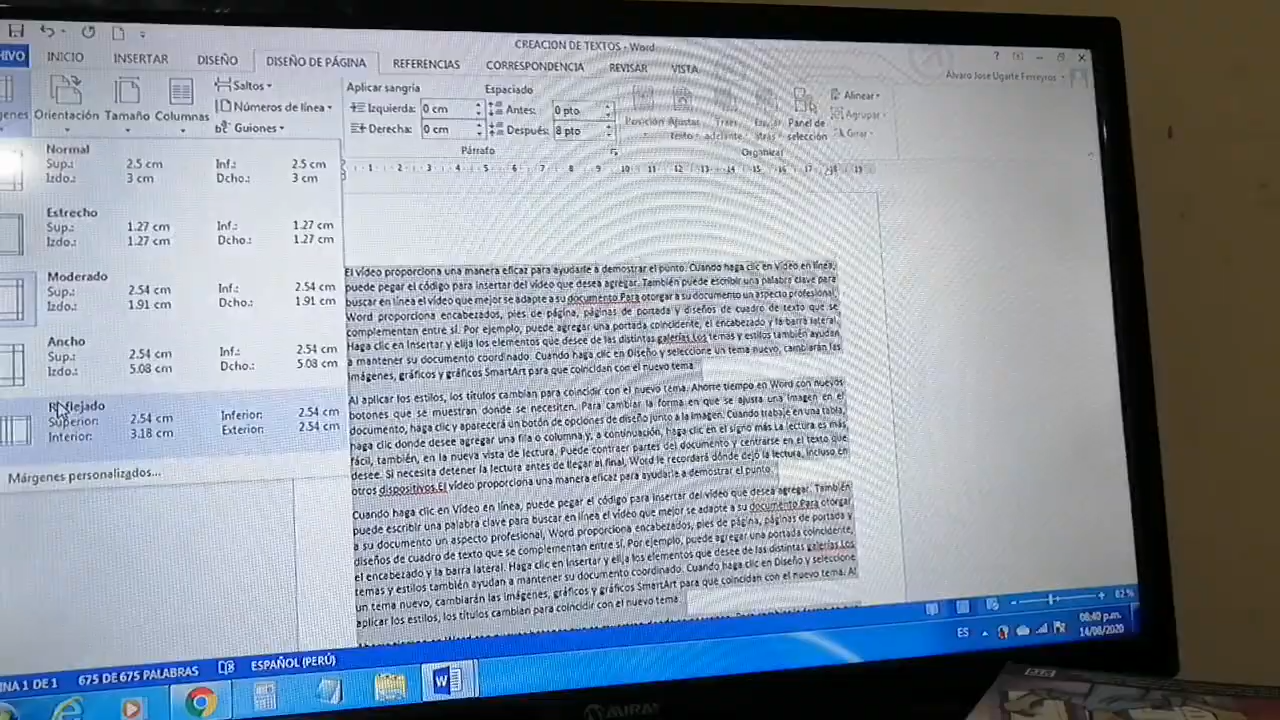 CREACION DE TEXTOS - Word
INICIO
INSERTAR
DISEÑO
DISEÑO DE PÁGINA
REFERENCIAS
CORRESPONDENCIA
REVISAR
VISTA
Alvaro Jose Ugarte Ferreyros
Orientación
Tamaño
Columnas
Saltos
Números de línea
Guiones
Aplicar sangría
Izquierda: 0 cm
Derecha: 0 cm
Espaciado
Antes: 0 pto
Después: 8 pto
Párrafo
Panel de
selección
Alinear
Agrupar
Girar
Organizar
Normal
Sup.: 2.5 cm Inf.: 2.5 cm
Izdo.: 3 cm Dcho.: 3 cm
Estrecho
Sup.: 1.27 cm Inf.: 1.27 cm
Izdo.: 1.27 cm Dcho.: 1.27 cm
Moderado
Sup.: 2.54 cm Inf.: 2.54 cm
Izdo.: 1.91 cm Dcho.: 1.91 cm
Ancho
Sup.: 2.54 cm Inf.: 2.54 cm
Izdo.: 5.08 cm Dcho.: 5.08 cm
Reflejado
Superior: 2.54 cm Inferior: 2.54 cm
Interior: 3.18 cm Exterior: 2.54 cm
Márgenes personalizados...
El vídeo proporciona una manera eficaz para ayudarle a demostrar el punto. Cuando haga clic en Vídeo en línea,
puede pegar el código para insertar del vídeo que desea agregar. También puede escribir una palabra clave para
buscar en línea el vídeo que mejor se adapte a su documento.Para otorgar a su documento un aspecto profesional,
Word proporciona encabezados, pies de página, páginas de portada y diseños de cuadro de texto que se
complementan entre sí. Por ejemplo, puede agregar una portada coincidente, el encabezado y la barra lateral.
Haga clic en Insertar y elija los elementos que desee de las distintas galerías.Los temas y estilos también ayudan
a mantener su documento coordinado. Cuando haga clic en Diseño y seleccione un tema nuevo, cambiarán las
imágenes, gráficos y gráficos SmartArt para que coincidan con el nuevo tema.
Al aplicar los estilos, los títulos cambian para coincidir con el nuevo tema. Ahorre tiempo en Word con nuevos
botones que se muestran donde se necesiten. Para cambiar la forma en que se ajusta una imagen en el
documento, haga clic y aparecerá un botón de opciones de diseño junto a la imagen. Cuando trabaje en una tabla,
haga clic donde desee agregar una fila o columna y, a continuación, haga clic en el signo más.La lectura es más
fácil, también, en la nueva vista de lectura. Puede contraer partes del documento y centrarse en el texto que
desee. Si necesita detener la lectura antes de llegar al final, Word le recordará dónde dejó la lectura, incluso en
otros dispositivos.El vídeo proporciona una manera eficaz para ayudarle a demostrar el punto.
Cuando haga clic en Vídeo en línea, puede pegar el código para insertar del vídeo que desea agregar. También
puede escribir una palabra clave para buscar en línea el vídeo que mejor se adapte a su documento.Para otorgar
a su documento un aspecto profesional, Word proporciona encabezados, pies de página, páginas de portada y
diseños de cuadro de texto que se complementan entre sí. Por ejemplo, puede agregar una portada coincidente,
el encabezado y la barra lateral. Haga clic en Insertar y elija los elementos que desee de las distintas galerías.Los
temas y estilos también ayudan a mantener su documento coordinado. Cuando haga clic en Diseño y seleccione
un tema nuevo, cambiarán las imágenes, gráficos y gráficos SmartArt para que coincidan con el nuevo tema. Al
aplicar los estilos, los títulos cambian para coincidir con el nuevo tema.
1 DE 1
675 DE 675 PALABRAS
ESPAÑOL (PERÚ)
82%
ES
08:40 p.m.
14/08/2020